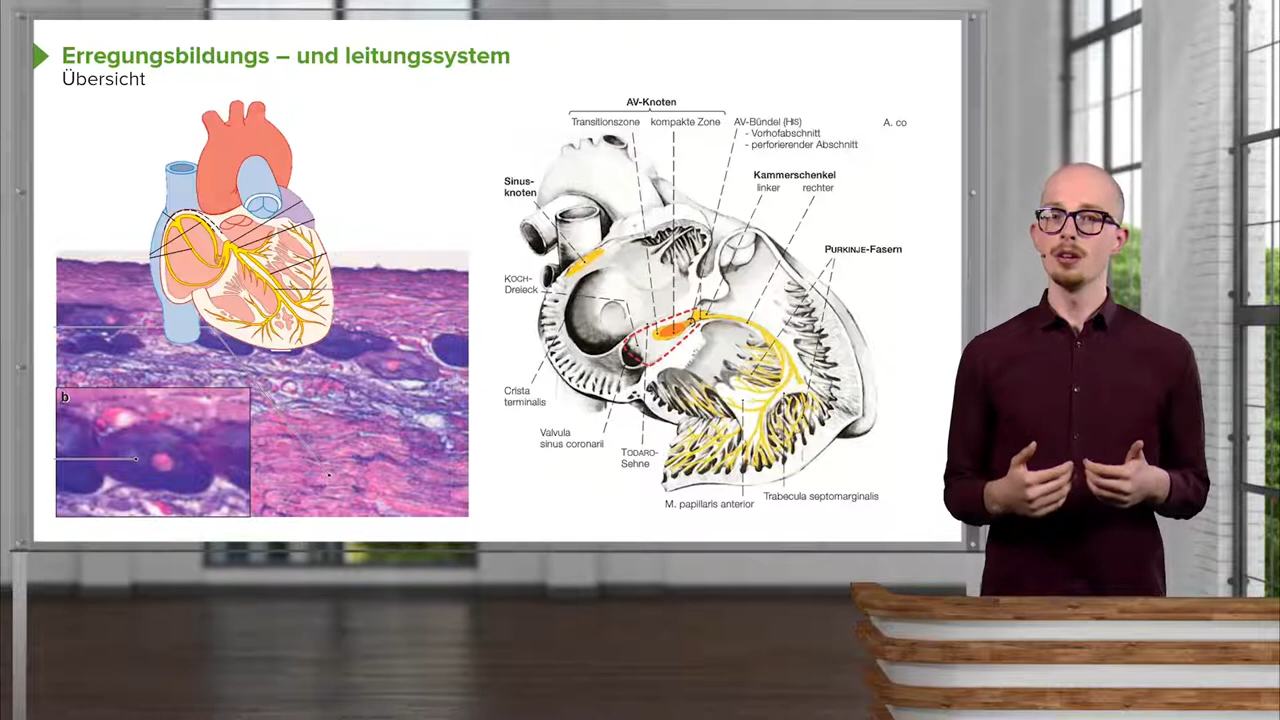 Erregungsbildungs – und leitungssystem
Übersicht
b
AV-Knoten
Transitionszone kompakte Zone
AV-Bündel (HIS)
- Vorhofabschnitt
- perforierender Abschnitt
A. co
Sinus-
knoten
Kammerschenkel
linker rechter
PURKINJE-Fasern
KOCH-
Dreieck
Crista
terminalis
Valvula
sinus coronarii
TODARO-
Sehne
M. papillaris anterior
Trabecula septomarginalis